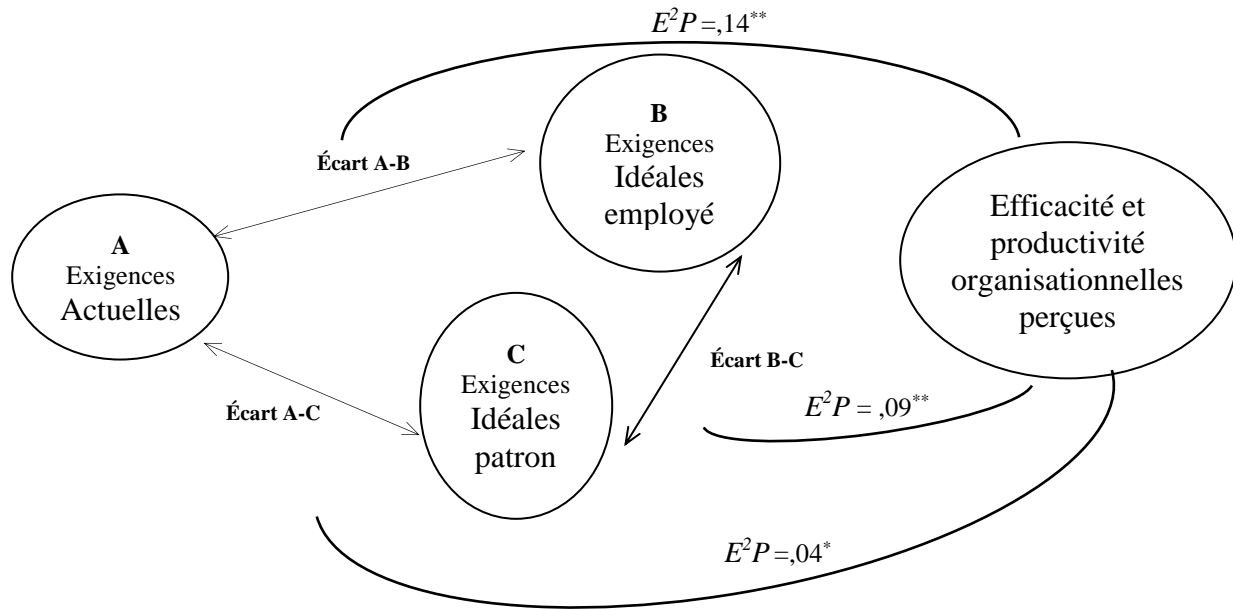 E²P =,14**
B
Exigences
Idéales
employé
Écart A-B
A
Exigences
Actuelles
Efficacité et
productivité
organisationnelles
perçues
C
Exigences
Idéales
patron
Écart B-C
Écart A-C
E²P = ,09**
E²P =,04*